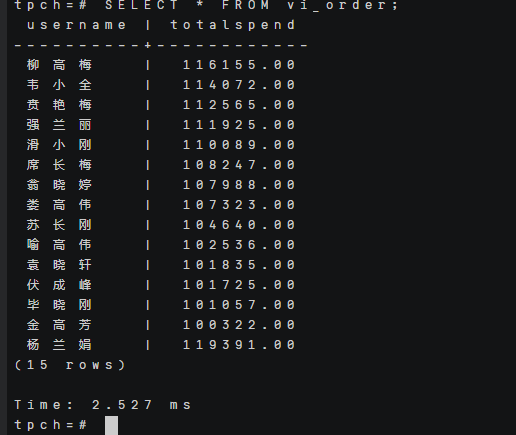 tpch=# SELECT * FROM vi_order;
username | totalspend
----------+------------
柳高梅 | 116155.00
韦小全 | 114072.00
贲艳梅 | 112565.00
强兰丽 | 111925.00
滑小刚 | 110089.00
席长梅 | 108247.00
翁晓婷 | 107988.00
娄高伟 | 107323.00
苏长刚 | 104640.00
喻高伟 | 102536.00
袁晓轩 | 101835.00
伏成峰 | 101725.00
毕晓刚 | 101057.00
金高芳 | 100322.00
杨兰娟 | 119391.00
(15 rows)
Time: 2.527 ms
tpch=#